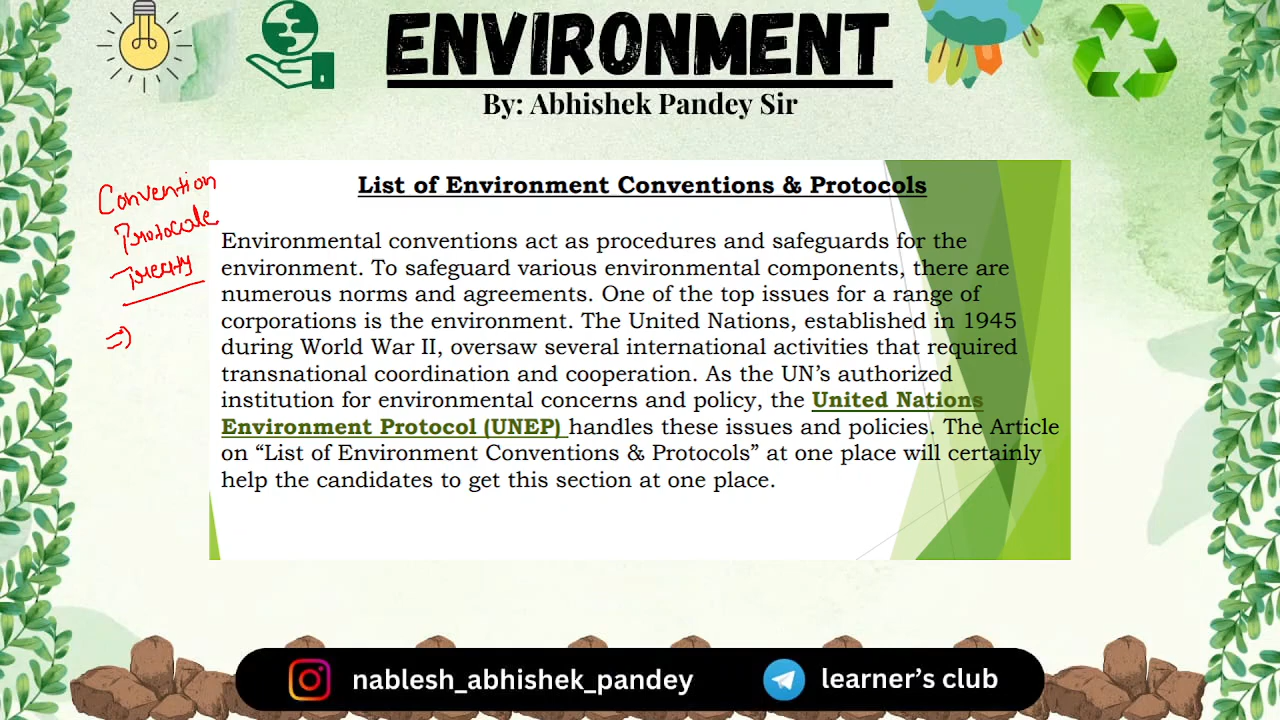 ENVIRONMENT
By: Abhishek Pandey Sir
Convention
Protocole
Treaty
⇒)
List of Environment Conventions & Protocols
Environmental conventions act as procedures and safeguards for the
environment. To safeguard various environmental components, there are
numerous norms and agreements. One of the top issues for a range of
corporations is the environment. The United Nations, established in 1945
during World War II, oversaw several international activities that required
transnational coordination and cooperation. As the UN’s authorized
institution for environmental concerns and policy, the United Nations
Environment Protocol (UNEP) handles these issues and policies. The Article
on “List of Environment Conventions & Protocols” at one place will certainly
help the candidates to get this section at one place.
nablesh_abhishek_pandey
learner’s club